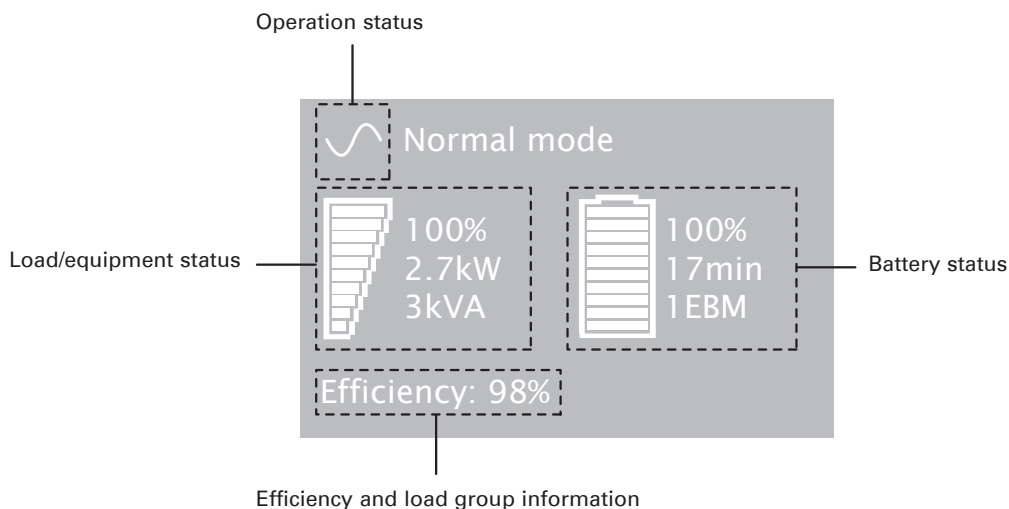 Operation status
Normal mode
Load/equipment status
100%
2.7kW
3kVA
100%
17min
1EBM
Battery status
Efficiency: 98%
Efficiency and load group information